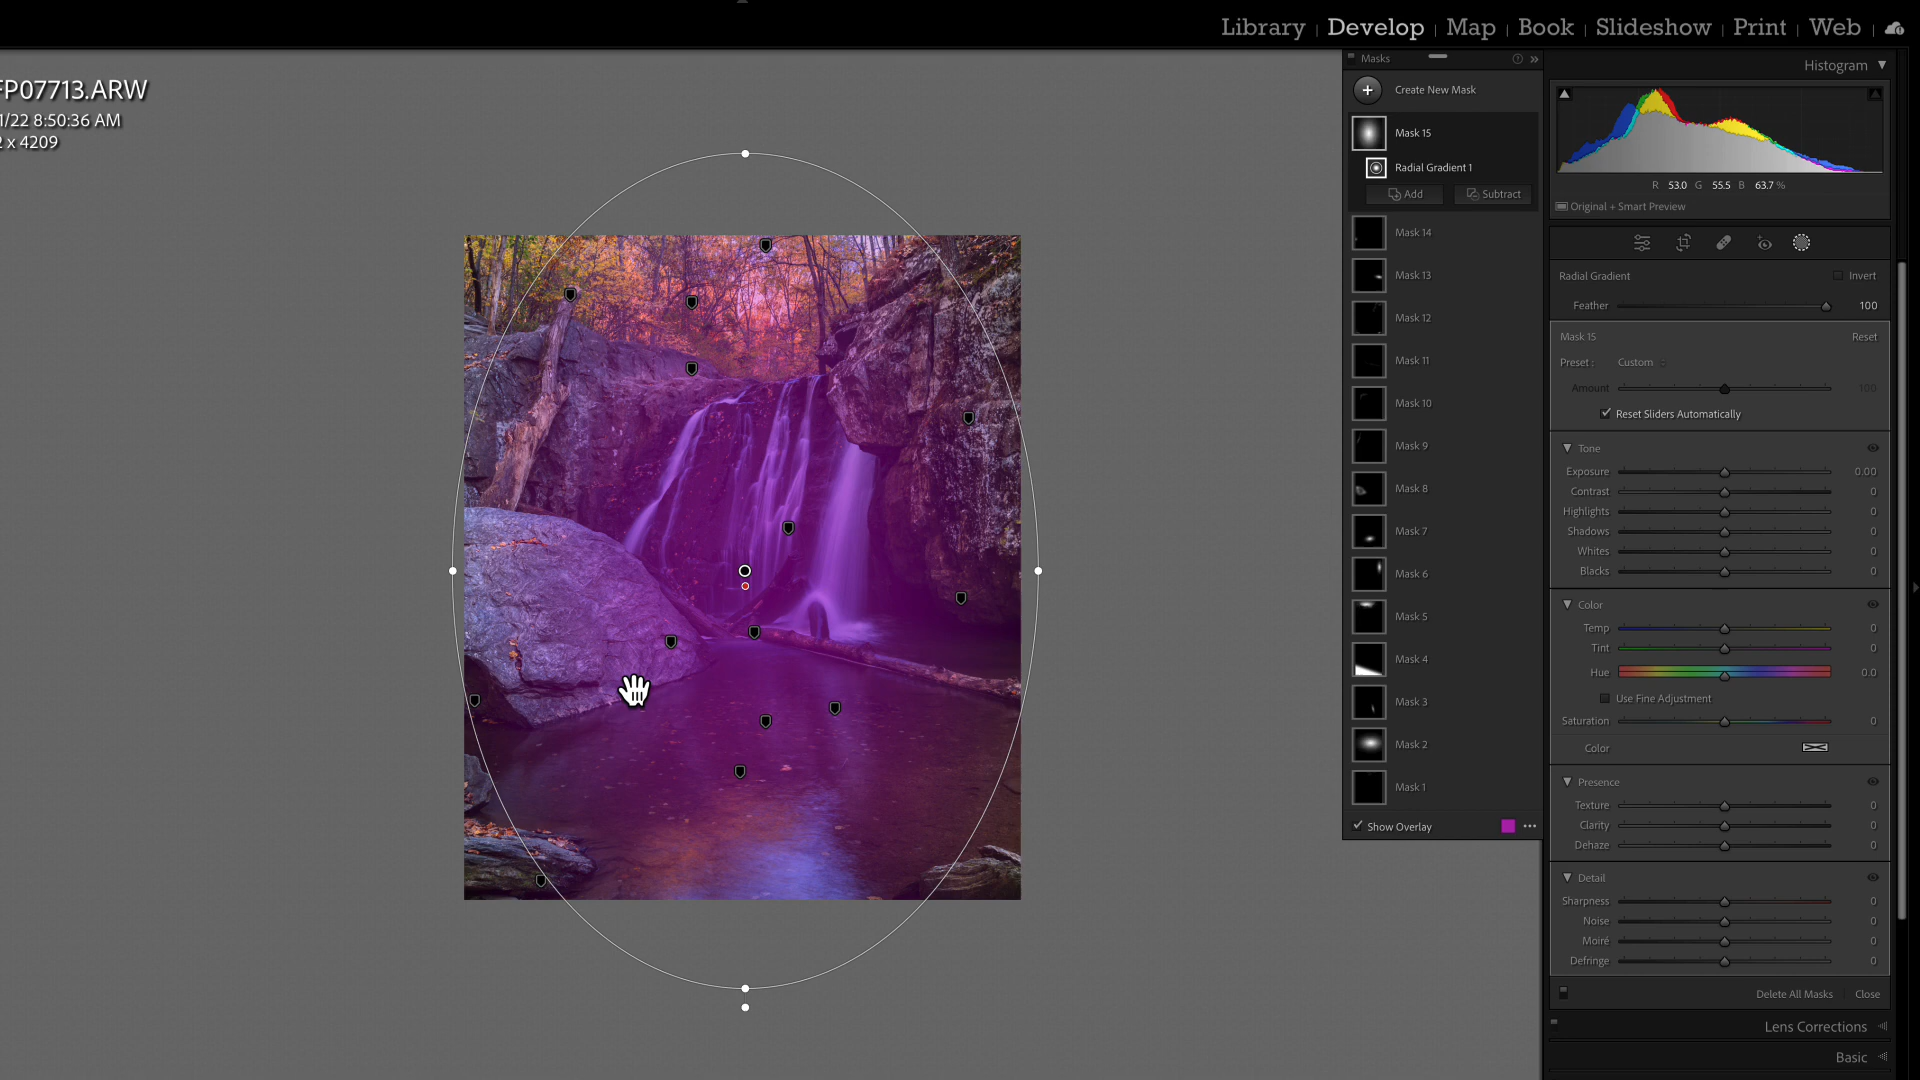 Library | Develop | Map | Book | Slideshow | Print | Web
FP07713.ARW
1/22 8:50:36 AM
2 x 4209
Masks
Create New Mask
Mask 15
Radial Gradient 1
Add Subtract
Mask 14
Mask 13
Mask 12
Mask 11
Mask 10
Mask 9
Mask 8
Mask 7
Mask 6
Mask 5
Mask 4
Mask 3
Mask 2
Mask 1
Show Overlay
Histogram
R 53.0 G 55.5 B 63.7 %
Original + Smart Preview
Radial Gradient Invert
Feather 100
Mask 15 Reset
Preset : Custom
Amount 100
Reset Sliders Automatically
Tone
Exposure 0.00
Contrast 0
Highlights 0
Shadows 0
Whites 0
Blacks 0
Color
Temp 0
Tint 0
Hue 0.0
Use Fine Adjustment
Saturation 0
Color
Presence
Texture 0
Clarity 0
Dehaze 0
Detail
Sharpness 0
Noise 0
Moiré 0
Defringe 0
Delete All Masks Close
Lens Corrections
Basic